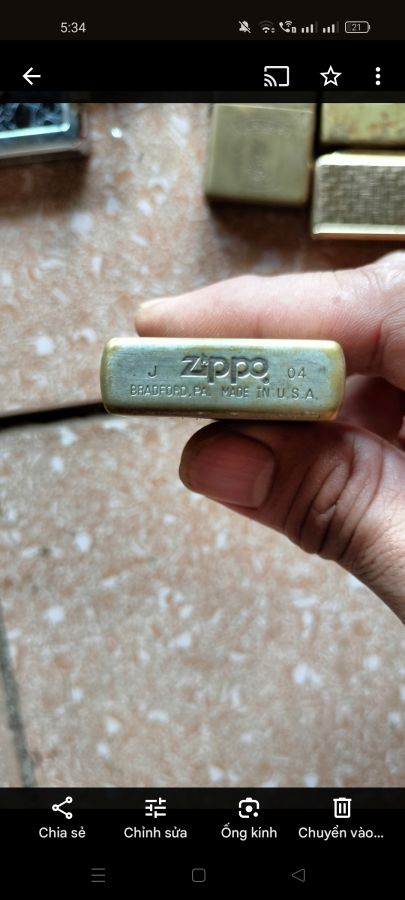 5:34
21
J Zippo 04
BRADFORD, PA. MADE IN U.S.A.
Chia sẻ
Chỉnh sửa
Ống kính
Chuyển vào...